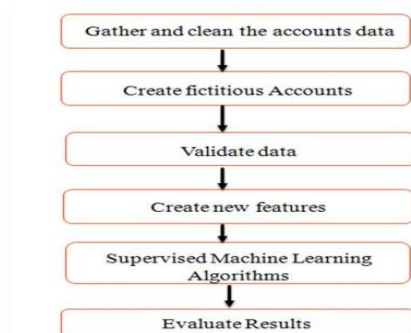 Gather and clean the accounts data
Create fictitious Accounts
Validate data
Create new features
Supervised Machine Learning
Algorithms
Evaluate Results